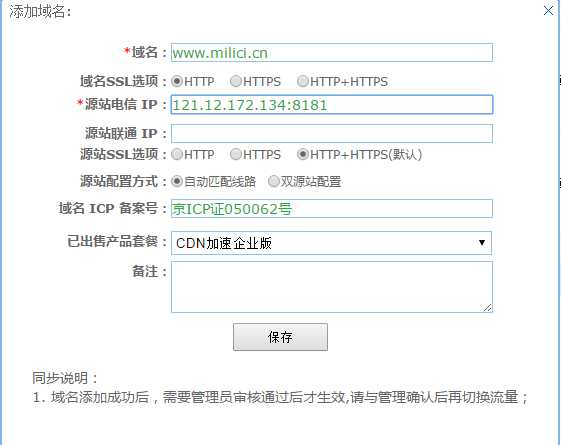 添加域名:
*域名： www.milici.cn
域名SSL选项： HTTP HTTPS HTTP+HTTPS
*源站电信 IP： 121.12.172.134:8181
源站联通 IP：
源站SSL选项： HTTP HTTPS HTTP+HTTPS(默认)
源站配置方式： 自动匹配线路 双源站配置
域名 ICP 备案号： 京ICP证050062号
已出售产品套餐： CDN加速企业版
备注：
保存
同步说明：
1. 域名添加成功后，需要管理员审核通过后才生效,请与管理确认后再切换流量；